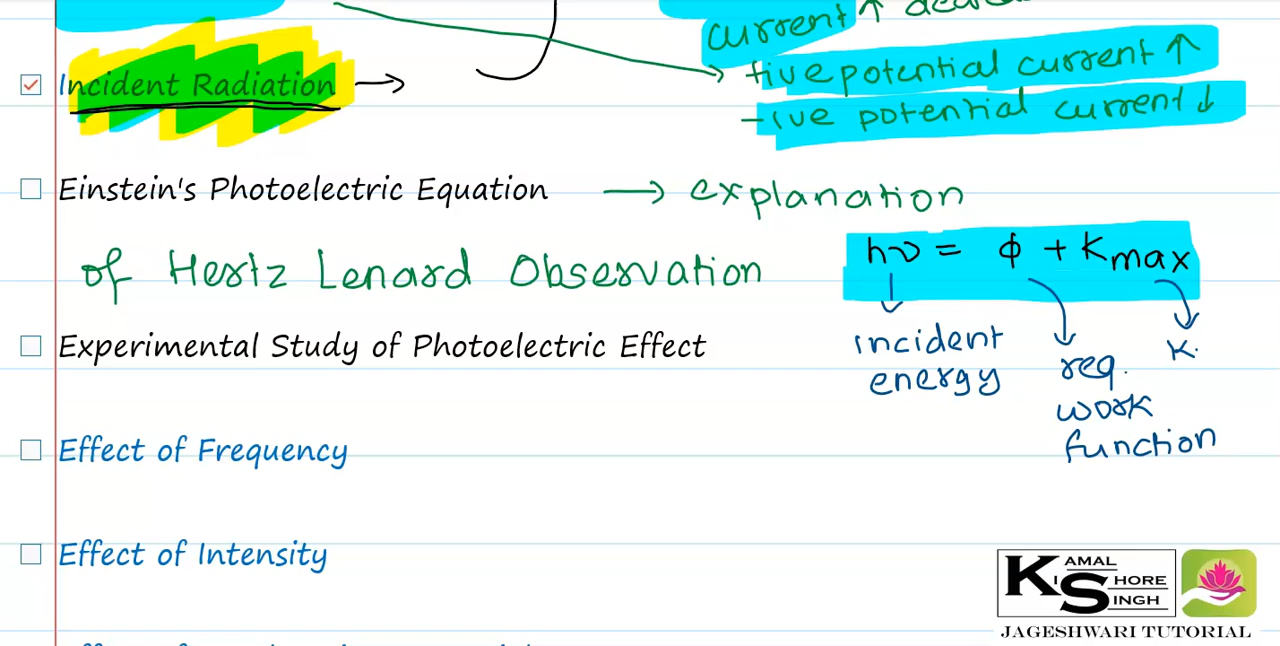 current ↑
+ive potential current ↑
-ive potential current ↓
Incident Radiation →
Einstein's Photoelectric Equation → explanation
of Hertz Lenard Observation
hν = φ + Kmax
incident
energy
req.
work
function
K.
Experimental Study of Photoelectric Effect
Effect of Frequency
Effect of Intensity
KAMAL
KISHORE
SINGH
JAGESHWARI TUTORIAL